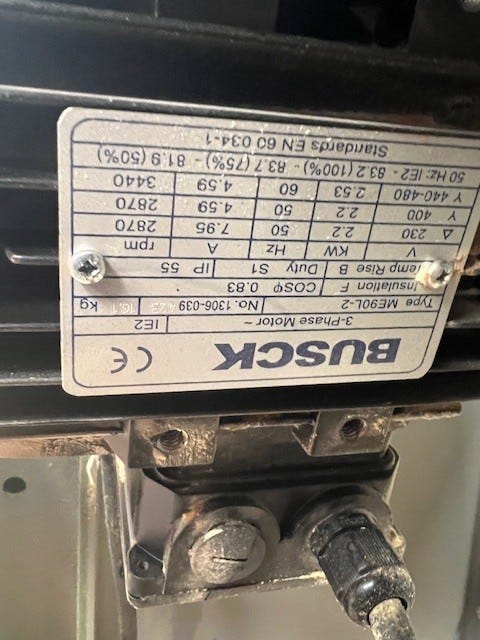 BUSCK CE
3-Phase Motor ~ IE2
Type ME90L-2 No. 1306-039 kg
Insulation F COSφ 0.83
Temp Rise B Duty S1 IP 55
V KW Hz A rpm
Δ 230 2.2 50 7.95 2870
Y 400 2.2 50 4.59 2870
Y 440-480 2.53 60 4.59 3440
50 Hz: IE2 - 83.2 (100%) - 83.7 (75%) - 81.9 (50%)
Standards EN 60 034-1